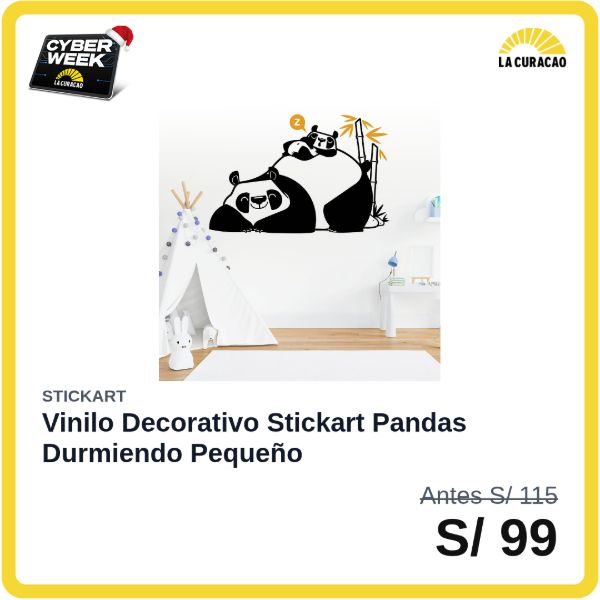 CYBER
WEEK
LA CURACAO
LA CURACAO
Z
STICKART
Vinilo Decorativo Stickart Pandas
Durmiendo Pequeño
Antes S/ 115
S/ 99